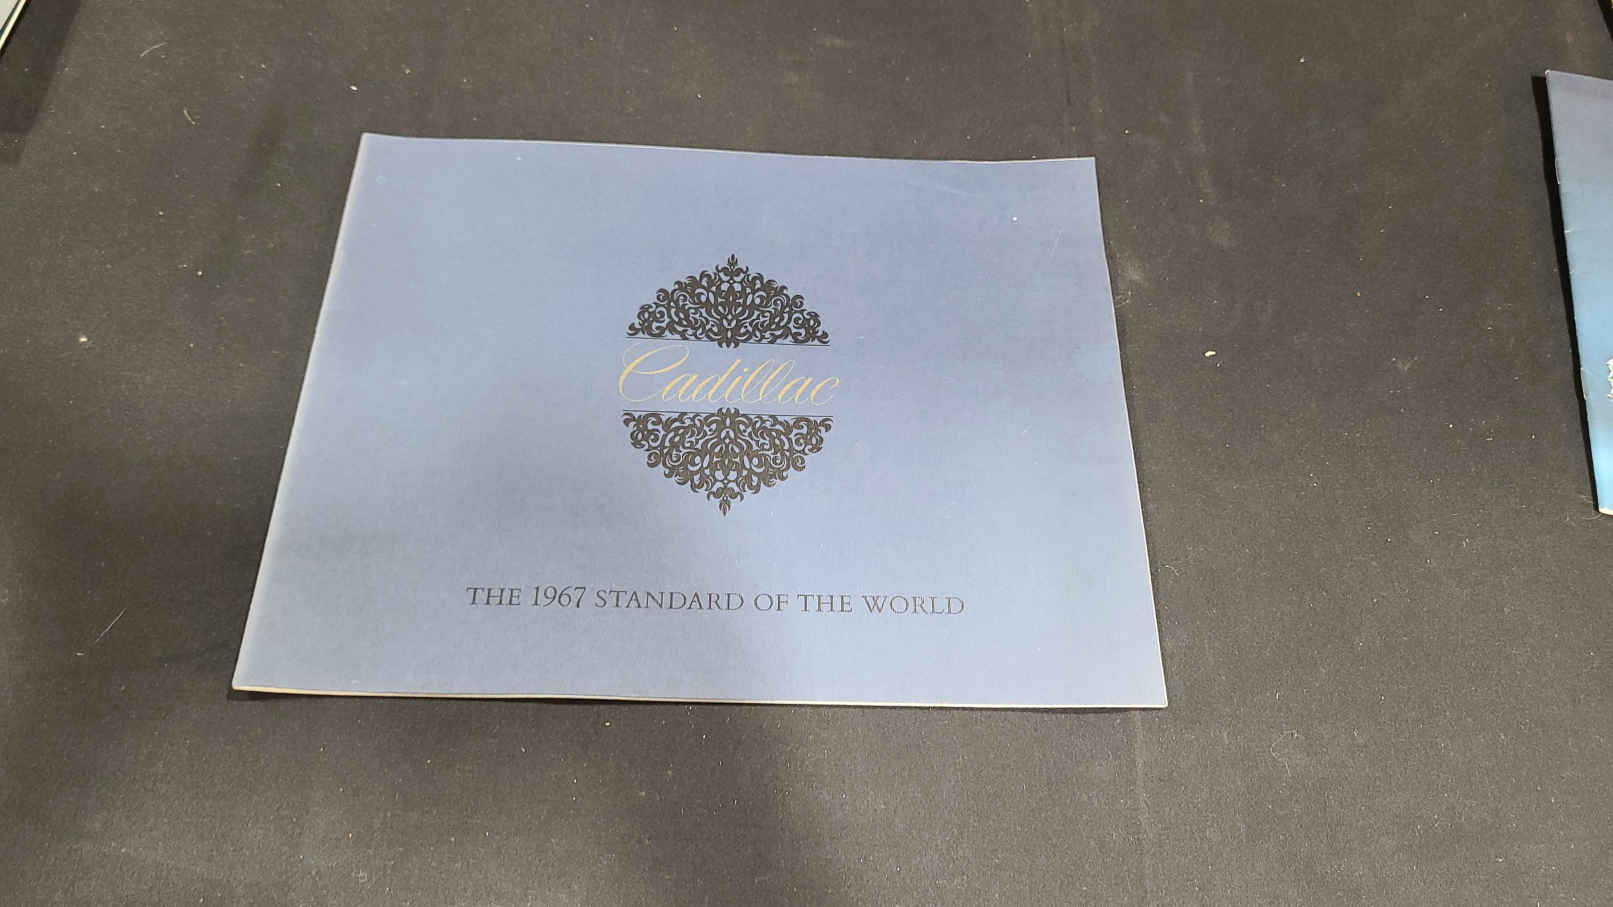 Cadillac
THE 1967 STANDARD OF THE WORLD